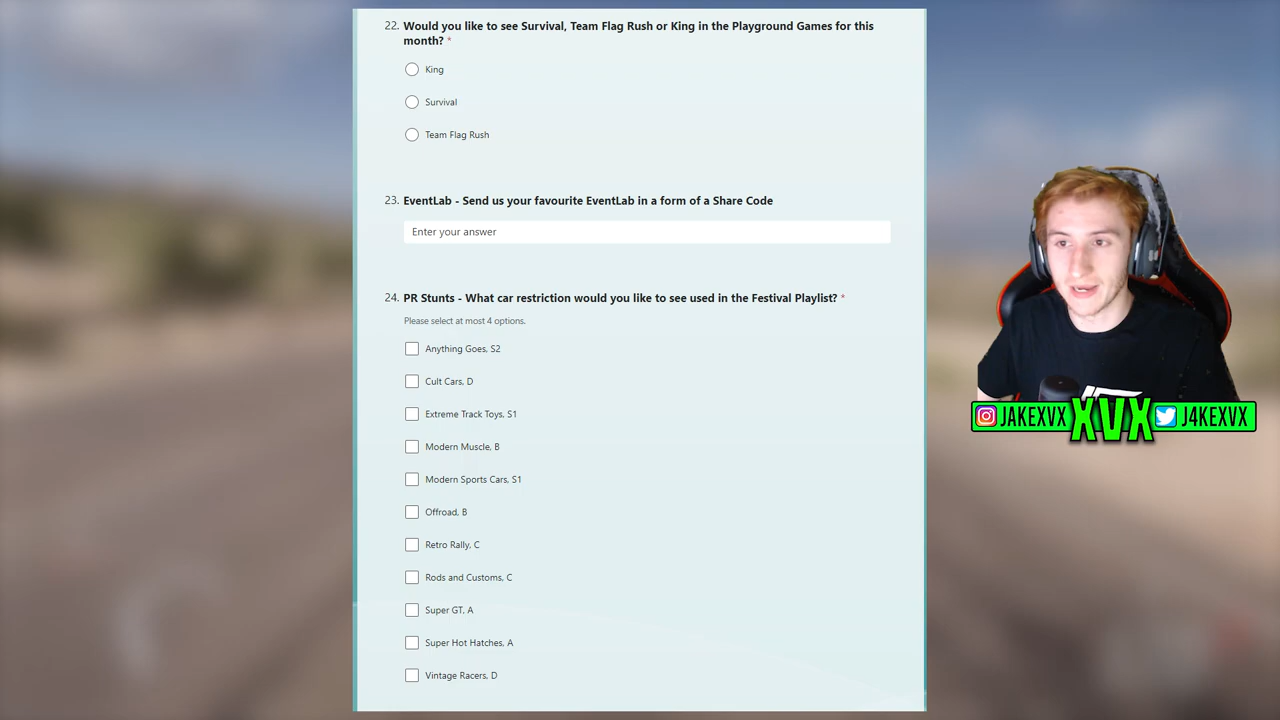 22. Would you like to see Survival, Team Flag Rush or King in the Playground Games for this
month? *
King
Survival
Team Flag Rush
23. EventLab - Send us your favourite EventLab in a form of a Share Code
Enter your answer
24. PR Stunts - What car restriction would you like to see used in the Festival Playlist? *
Please select at most 4 options.
Anything Goes, S2
Cult Cars, D
Extreme Track Toys, S1
Modern Muscle, B
Modern Sports Cars, S1
Offroad, B
Retro Rally, C
Rods and Customs, C
Super GT, A
Super Hot Hatches, A
Vintage Racers, D
JAKEXVX XVX J4KEXVX